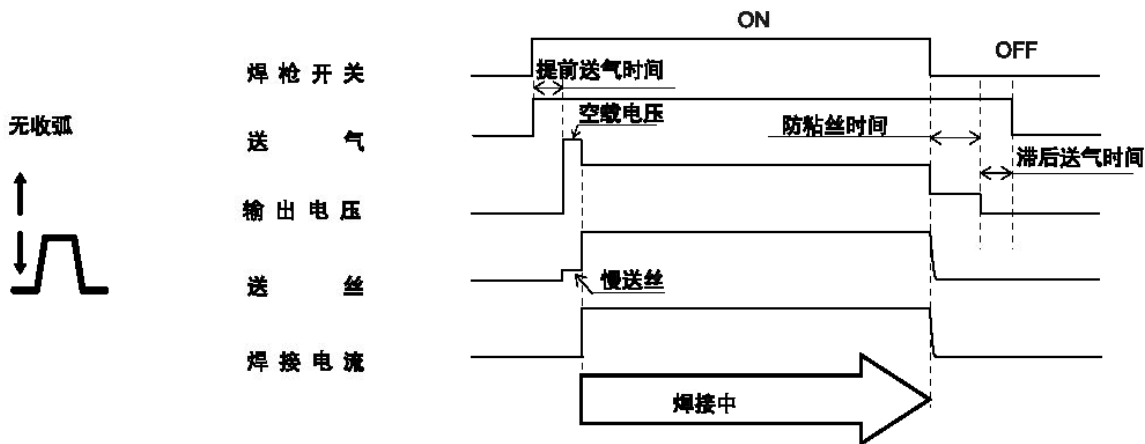 ON
OFF
焊枪开关
提前送气时间
无收弧
空载电压
防粘丝时间
送气
滞后送气时间
输出电压
送丝
慢送丝
焊接电流
焊接中